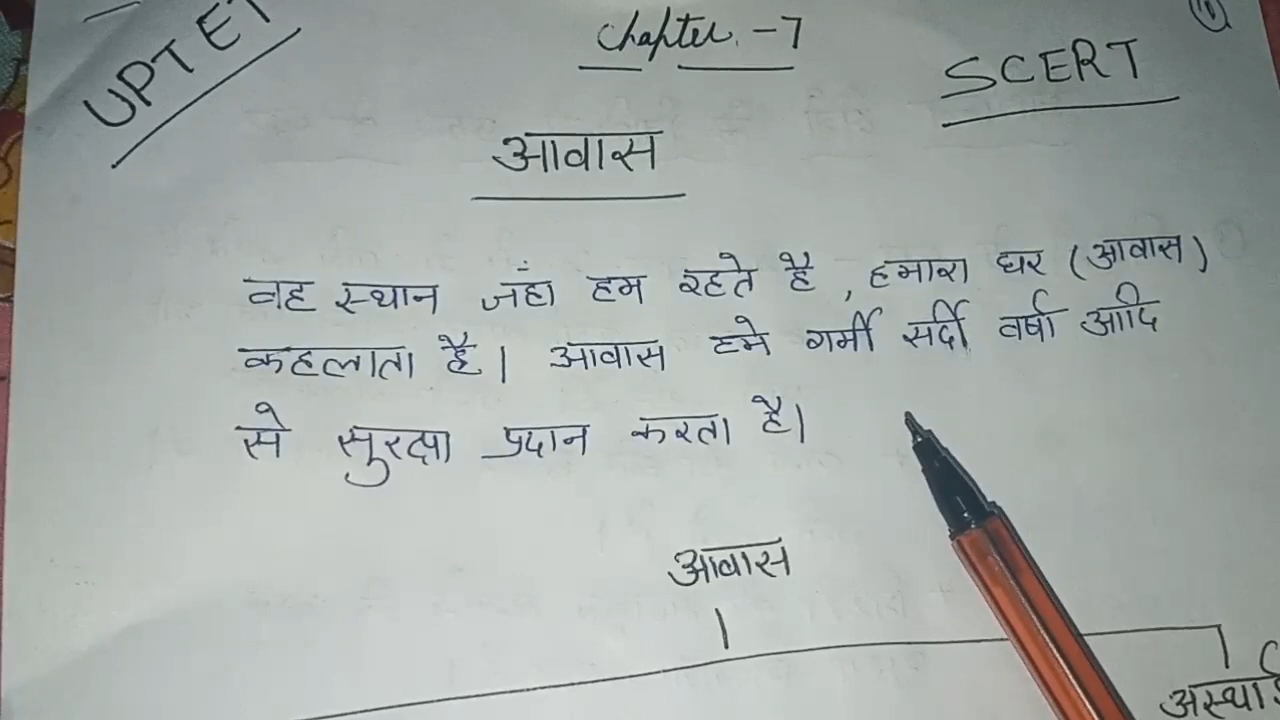 Chapter - 7
UPTET
SCERT
आवास
वह स्थान जंहा हम रहते है , हमारा घर (आवास)
कहलाता है। आवास हमे गर्मी सर्दी वर्षा आदि
से सुरक्षा प्रदान करता है।
आवास